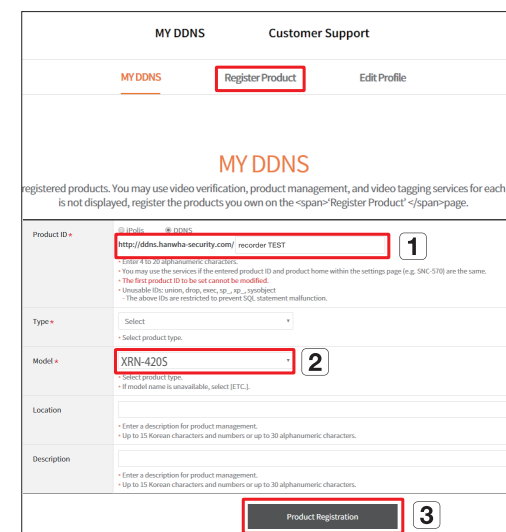 MY DDNS Customer Support
MY DDNS Register Product Edit Profile
MY DDNS
registered products. You may use video verification, product management, and video tagging services for each
is not displayed, register the products you own on the <span>'Register Product' </span>page.
Product ID *
iPolis DDNS
http://ddns.hanwha-security.com/ recorder TEST
1
• Enter 4 to 20 alphanumeric characters.
• You may use the services if the entered product ID and product home within the settings page (e.g. SNC-570) are the same.
• The first product ID to be set cannot be modified.
• Unusable IDs: union, drop, exec, sp_, xp_, sysobject
- The above IDs are restricted to prevent SQL statement malfunction.
Type * Select
• Select product type.
Model * XRN-420S
2
• Select product type.
• If model name is unavailable, select [ETC.].
Location
• Enter a description for product management.
• Up to 15 Korean characters and numbers or up to 30 alphanumeric characters.
Description
• Enter a description for product management.
• Up to 15 Korean characters and numbers or up to 30 alphanumeric characters.
Product Registration
3